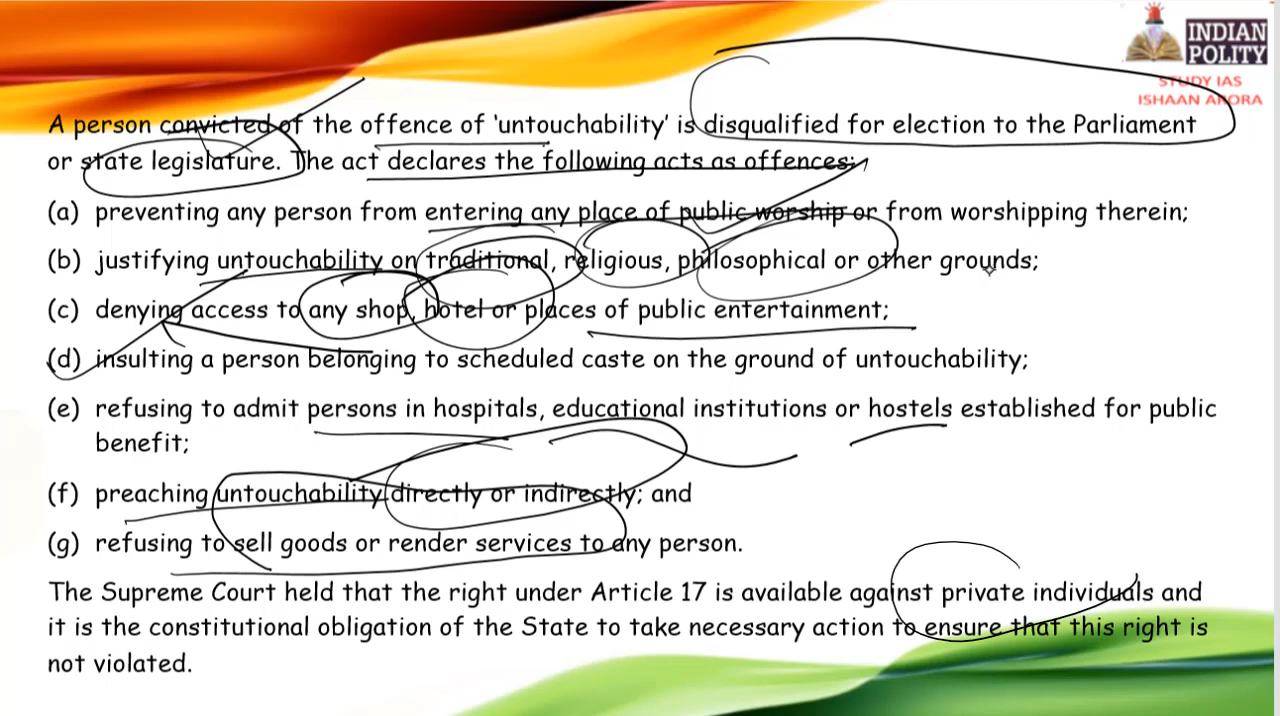 INDIAN
POLITY
STUDY IAS
ISHAAN ARORA
A person convicted of the offence of 'untouchability' is disqualified for election to the Parliament
or state legislature. The act declares the following acts as offences:
(a) preventing any person from entering any place of public worship or from worshipping therein;
(b) justifying untouchability on traditional, religious, philosophical or other grounds;
(c) denying access to any shop, hotel or places of public entertainment;
(d) insulting a person belonging to scheduled caste on the ground of untouchability;
(e) refusing to admit persons in hospitals, educational institutions or hostels established for public
benefit;
(f) preaching untouchability directly or indirectly; and
(g) refusing to sell goods or render services to any person.
The Supreme Court held that the right under Article 17 is available against private individuals and
it is the constitutional obligation of the State to take necessary action to ensure that this right is
not violated.